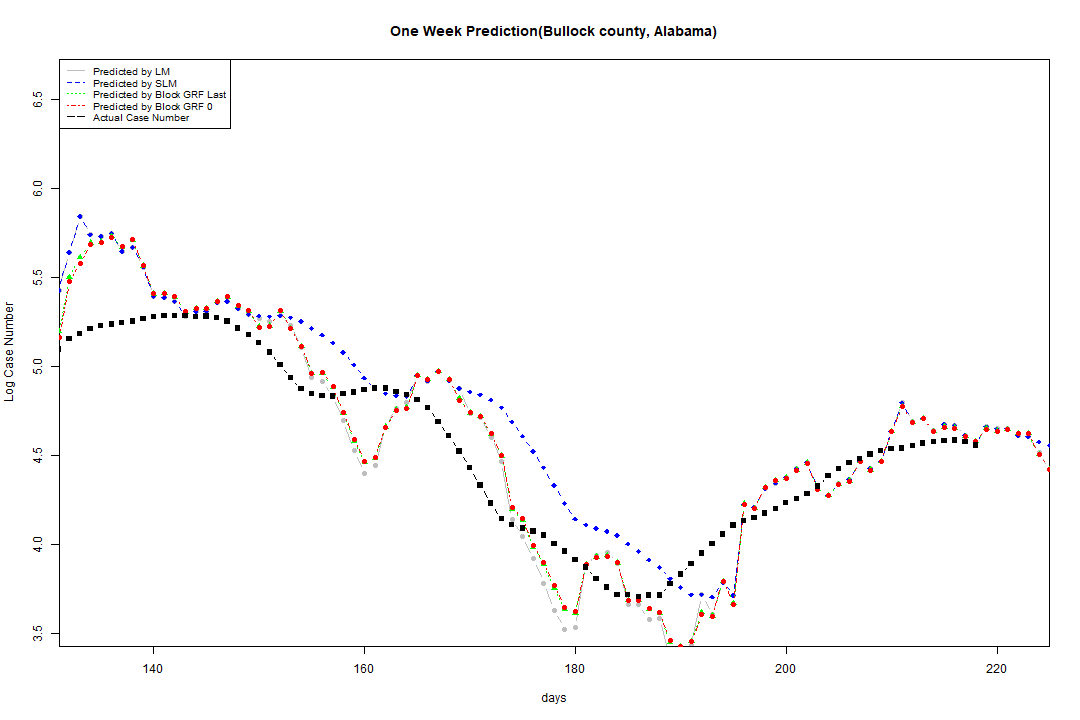 One Week Prediction(Bullock county, Alabama)
Predicted by LM
Predicted by SLM
Predicted by Block GRF Last
Predicted by Block GRF 0
Actual Case Number
6.5
6.0
5.5
5.0
4.5
4.0
3.5
Log Case Number
140 160 180 200 220
days